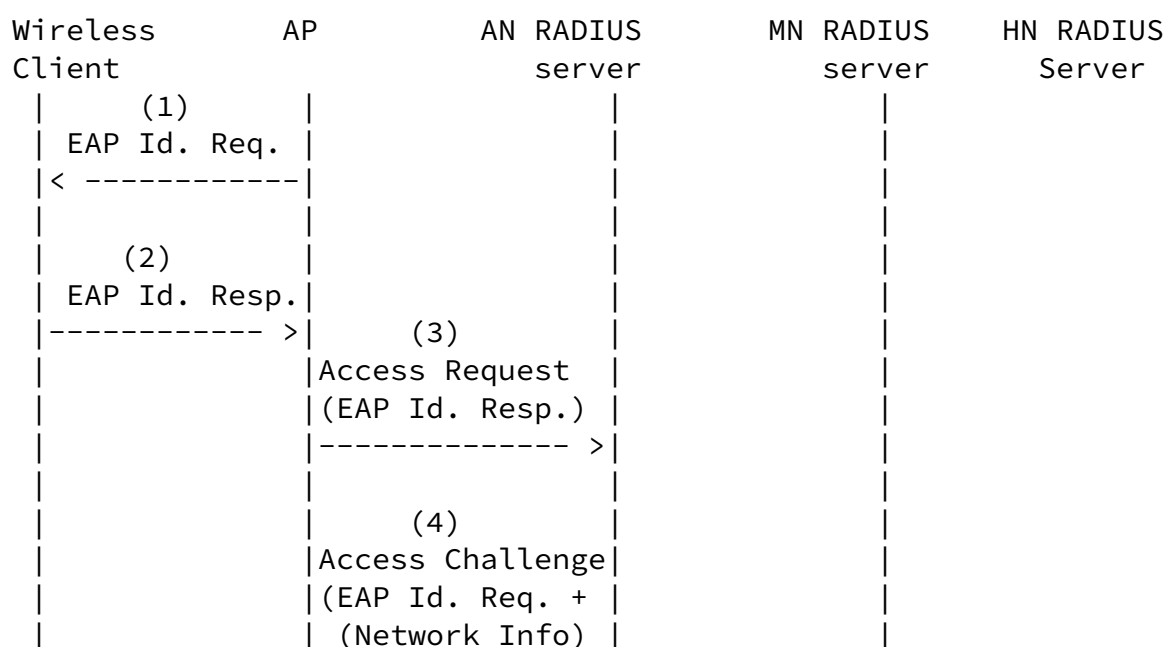 Wireless AP AN RADIUS MN RADIUS HN RADIUS
Client server server Server
(1)
EAP Id. Req.
(2)
EAP Id. Resp.
(3)
Access Request
(EAP Id. Resp.)
(4)
Access Challenge
(EAP Id. Req. +
(Network Info)